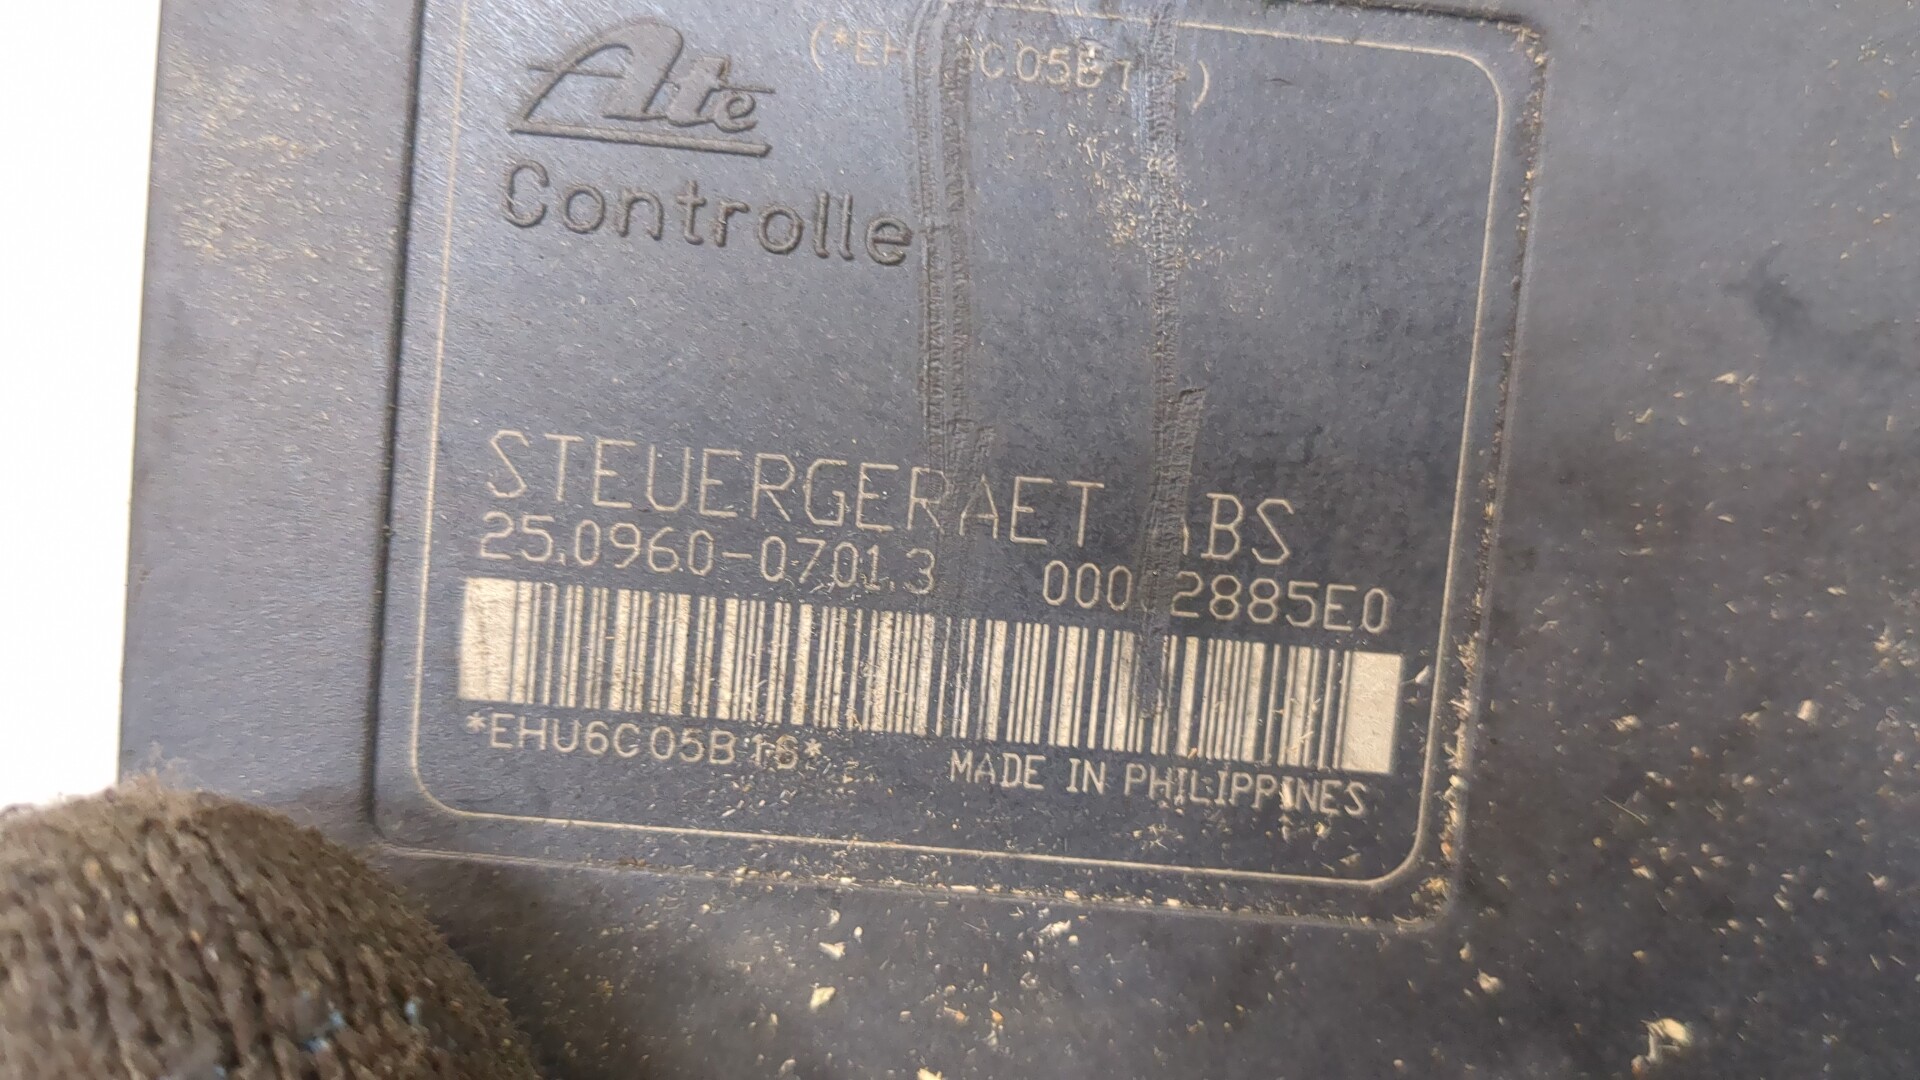 Ate
Controlle
STEUERGERAET ABS
25.0960-0701.3
*EHU6C05B16*
MADE IN PHILIPPINES